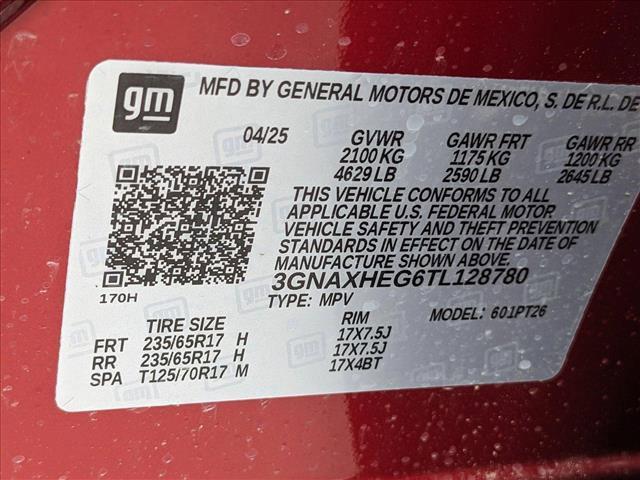 gm
MFD BY GENERAL MOTORS DE MEXICO, S. DE R.L. DE
04/25 GVWR GAWR FRT GAWR RR
2100 KG 1175 KG 1200 KG
4629 LB 2590 LB 2645 LB
THIS VEHICLE CONFORMS TO ALL
APPLICABLE U.S. FEDERAL MOTOR
VEHICLE SAFETY AND THEFT PREVENTION
STANDARDS IN EFFECT ON THE DATE OF
MANUFACTURE SHOWN ABOVE.
170H
3GNAXHEG6TL128780
TYPE: MPV MODEL: 601PT26
TIRE SIZE RIM
FRT 235/65R17 H 17X7.5J
RR 235/65R17 H 17X7.5J
SPA T125/70R17 M 17X4BT